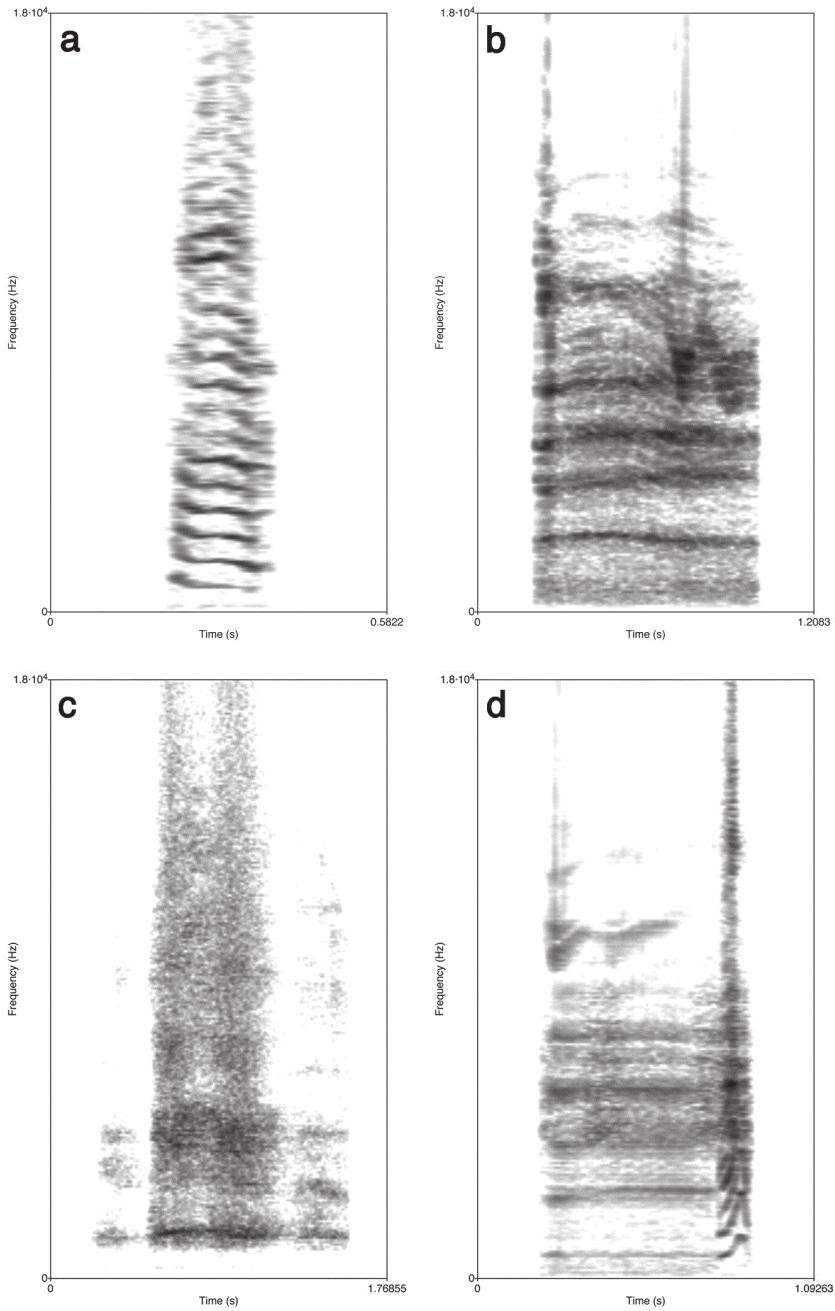 a
1.8·10⁴
Frequency (Hz)
0
0
0.5822
Time (s)
b
1.8·10⁴
Frequency (Hz)
0
0
1.2083
Time (s)
c
1.8·10⁴
Frequency (Hz)
0
0
1.76855
Time (s)
d
1.8·10⁴
Frequency (Hz)
0
0
1.09263
Time (s)